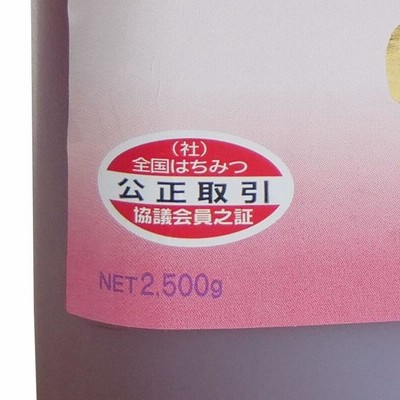 (社)
全国はちみつ
公正取引
協議会員之証
NET2,500g